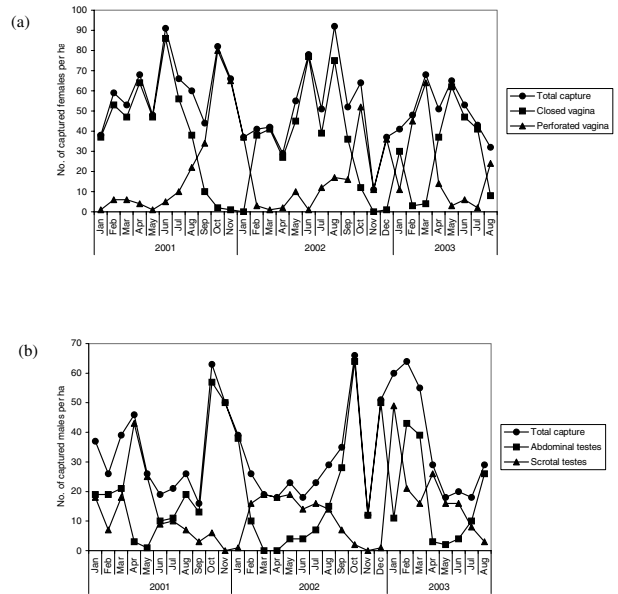 (a)
No. of captured females per ha
100
90
80
70
60
50
40
30
20
10
0
Jan Feb Mar Apr May Jun Jul Aug Sep Oct Nov Jan Feb Mar Apr May Jun Jul Aug Sep Oct Nov Dec Jan Feb Mar Apr May Jun Jul Aug
2001 2002 2003
Total capture
Closed vagina
Perforated vagina
(b)
No. of captured males per ha
70
60
50
40
30
20
10
0
Jan Feb Mar Apr May Jun Jul Aug Sep Oct Nov Jan Feb Mar Apr May Jun Jul Aug Sep Oct Nov Dec Jan Feb Mar Apr May Jun Jul Aug
2001 2002 2003
Total capture
Abdominal testes
Scrotal testes